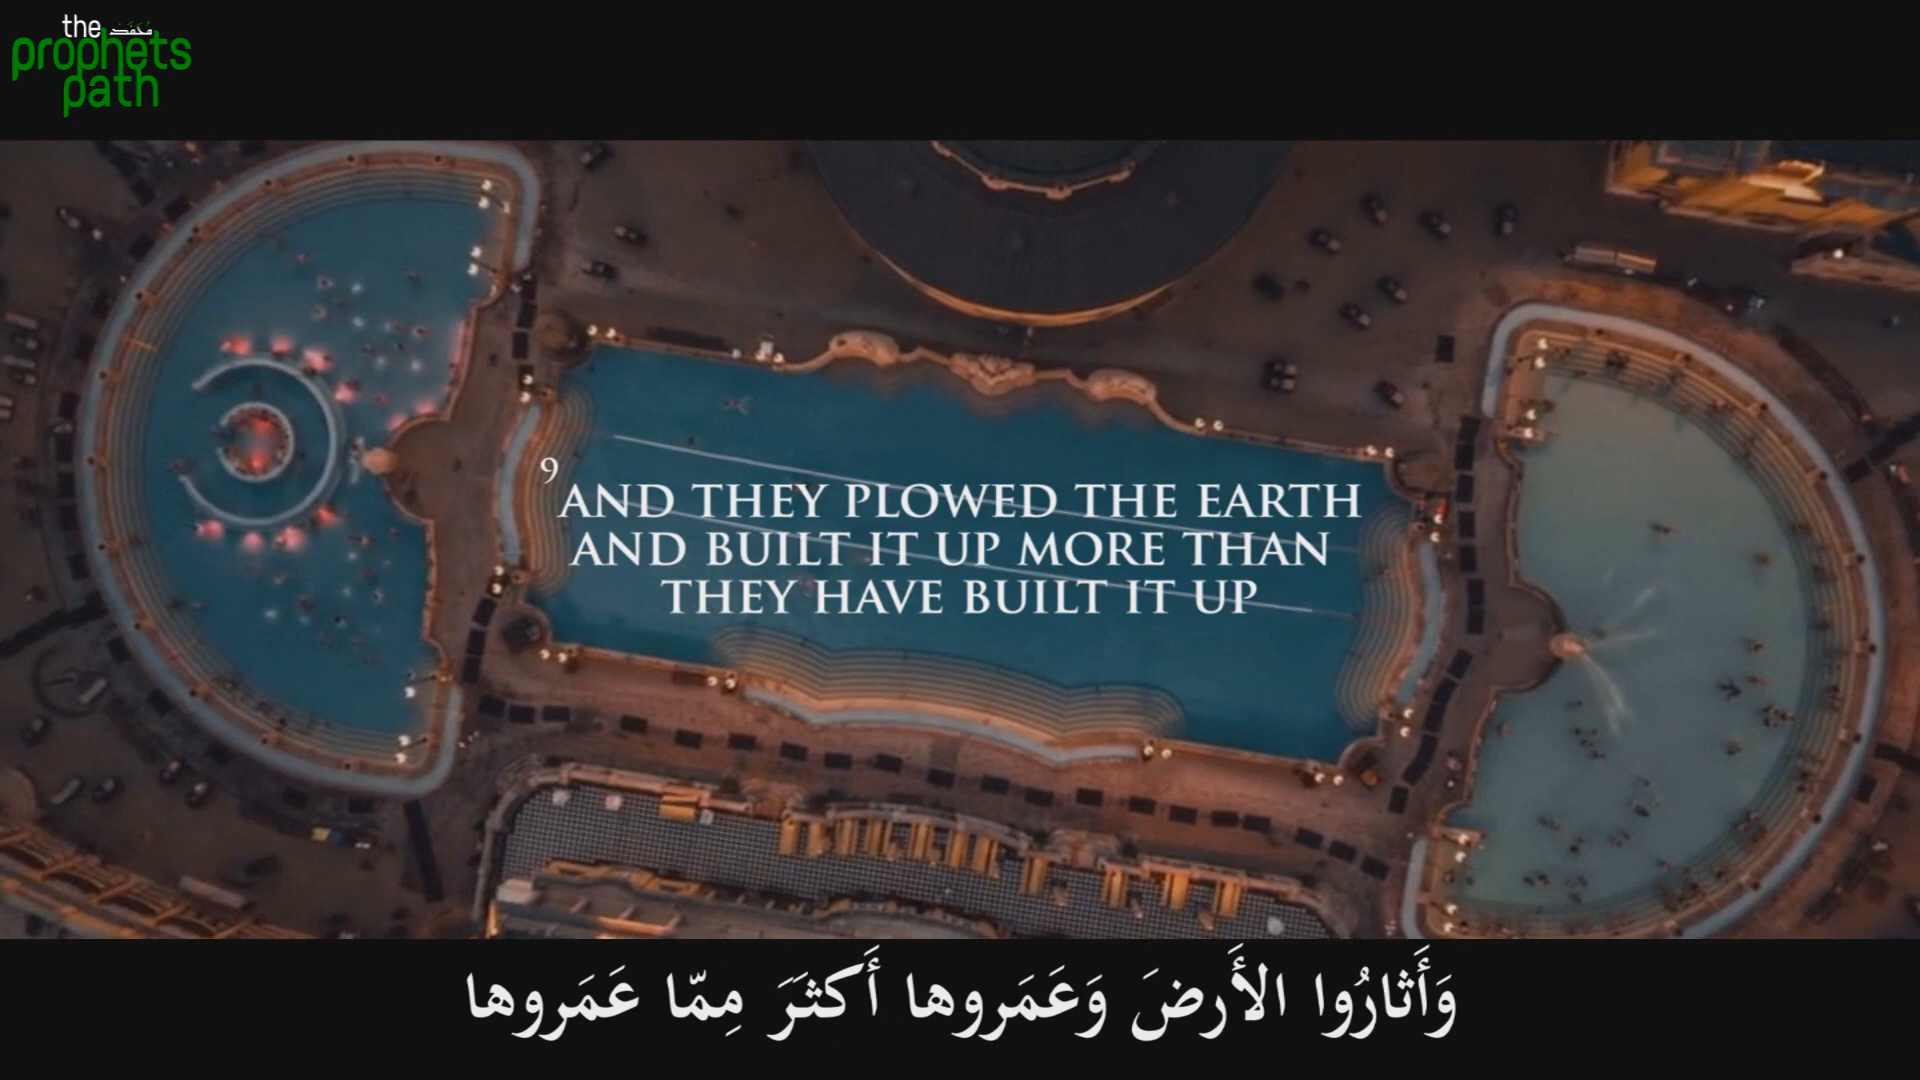 the مُحَمَّد
prophets
path
9
AND THEY PLOWED THE EARTH
AND BUILT IT UP MORE THAN
THEY HAVE BUILT IT UP
وَأَثارُوا الأَرضَ وَعَمَروها أَكثَرَ مِمّا عَمَروها